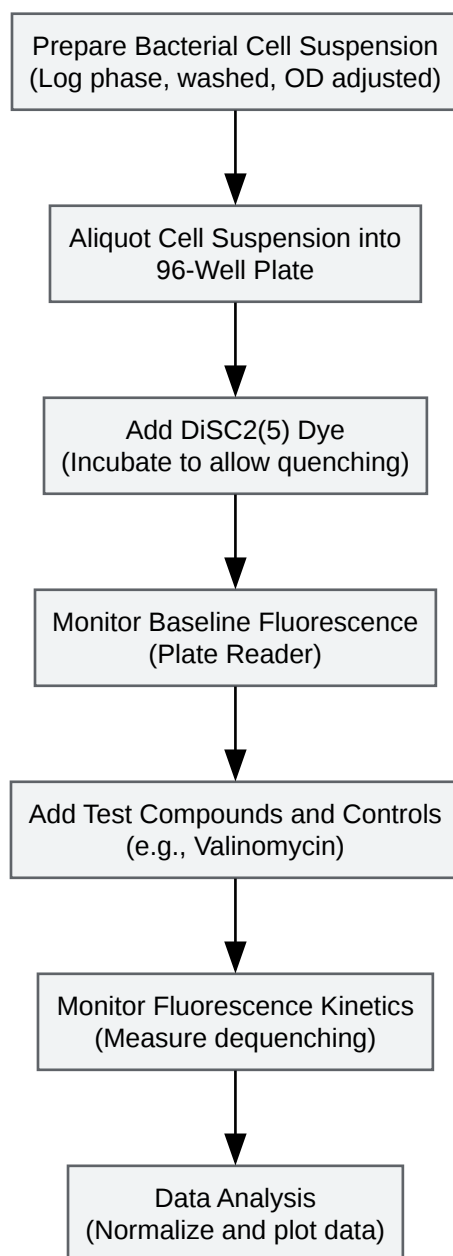 Prepare Bacterial Cell Suspension
(Log phase, washed, OD adjusted)
Aliquot Cell Suspension into
96-Well Plate
Add DiSC2(5) Dye
(Incubate to allow quenching)
Monitor Baseline Fluorescence
(Plate Reader)
Add Test Compounds and Controls
(e.g., Valinomycin)
Monitor Fluorescence Kinetics
(Measure dequenching)
Data Analysis
(Normalize and plot data)